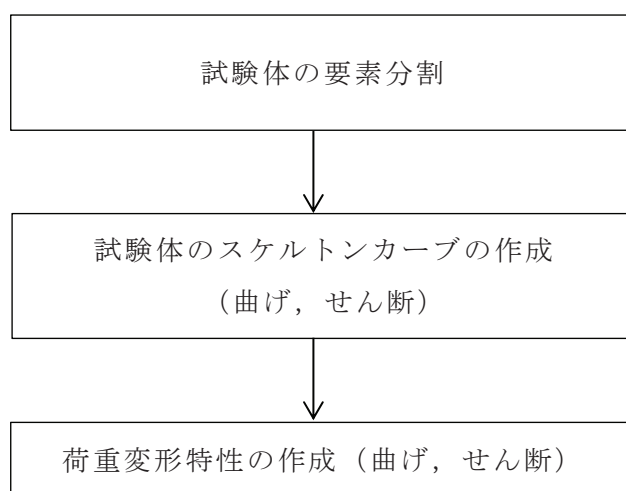 試験体の要素分割
試験体のスケルトンカーブの作成
（曲げ，せん断）
荷重変形特性の作成（曲げ，せん断）